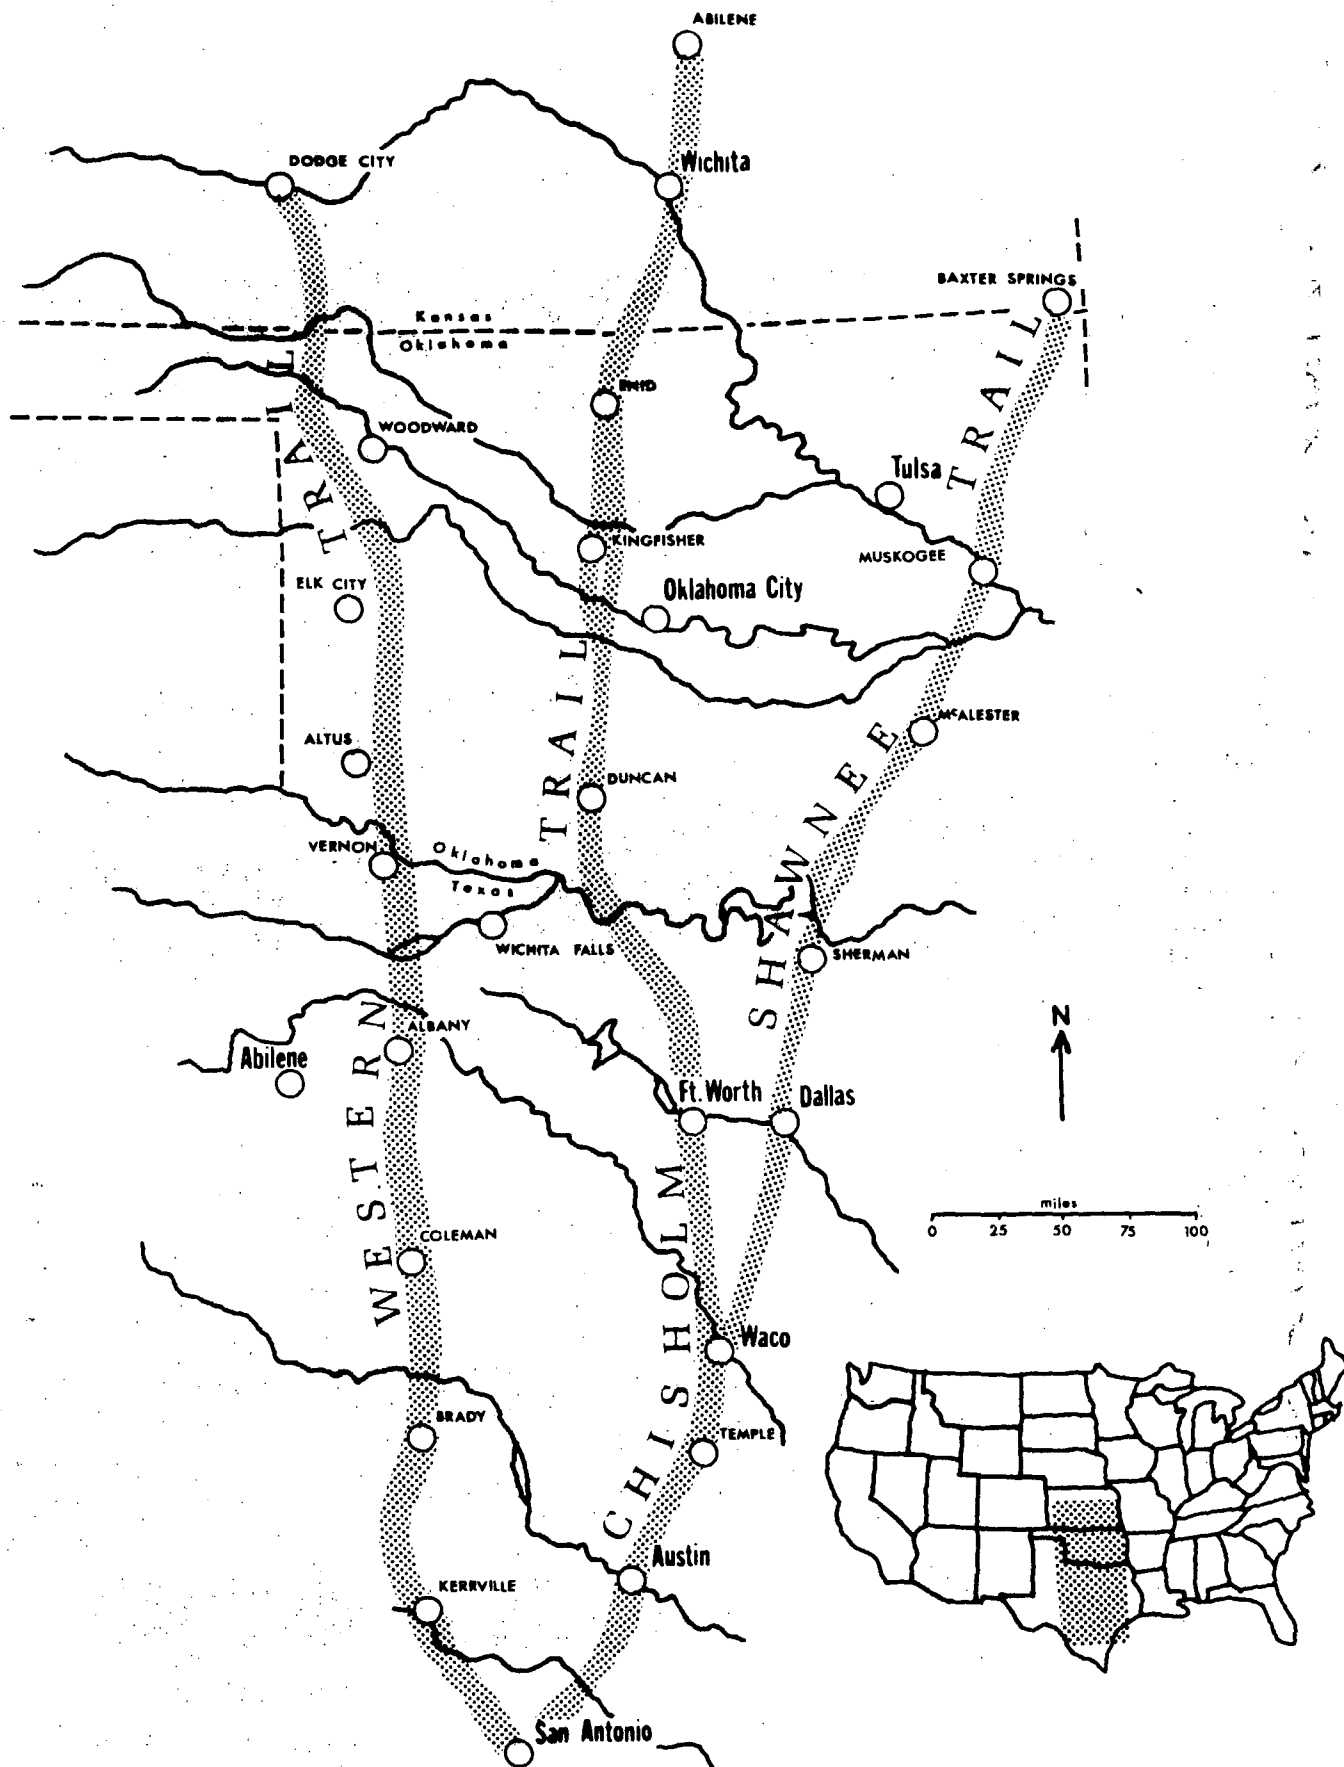 ABILENE
DODGE CITY
Wichita
BAXTER SPRINGS
Kansas
Oklahoma
ENID
WOODWARD
Tulsa
KINGFISHER
MUSKOGEE
ELK CITY
Oklahoma City
McALESTER
ALTUS
DUNCAN
VERNON
Oklahoma
Texas
WICHITA FALLS
SHERMAN
ALBANY
Abilene
Ft. Worth
Dallas
N
miles
0 25 50 75 100
COLEMAN
Waco
BRADY
TEMPLE
Austin
KERRVILLE
San Antonio
WESTERN TRAIL
CHISHOLM TRAIL
SHAWNEE TRAIL